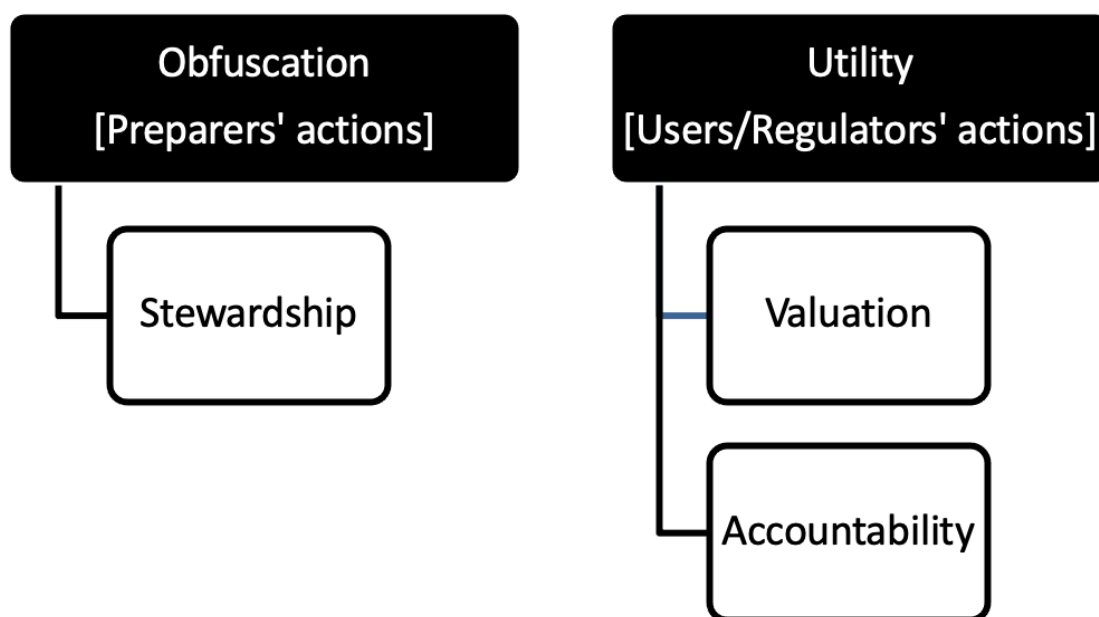 Obfuscation
[Preparers' actions]
Stewardship
Utility
[Users/Regulators' actions]
Valuation
Accountability